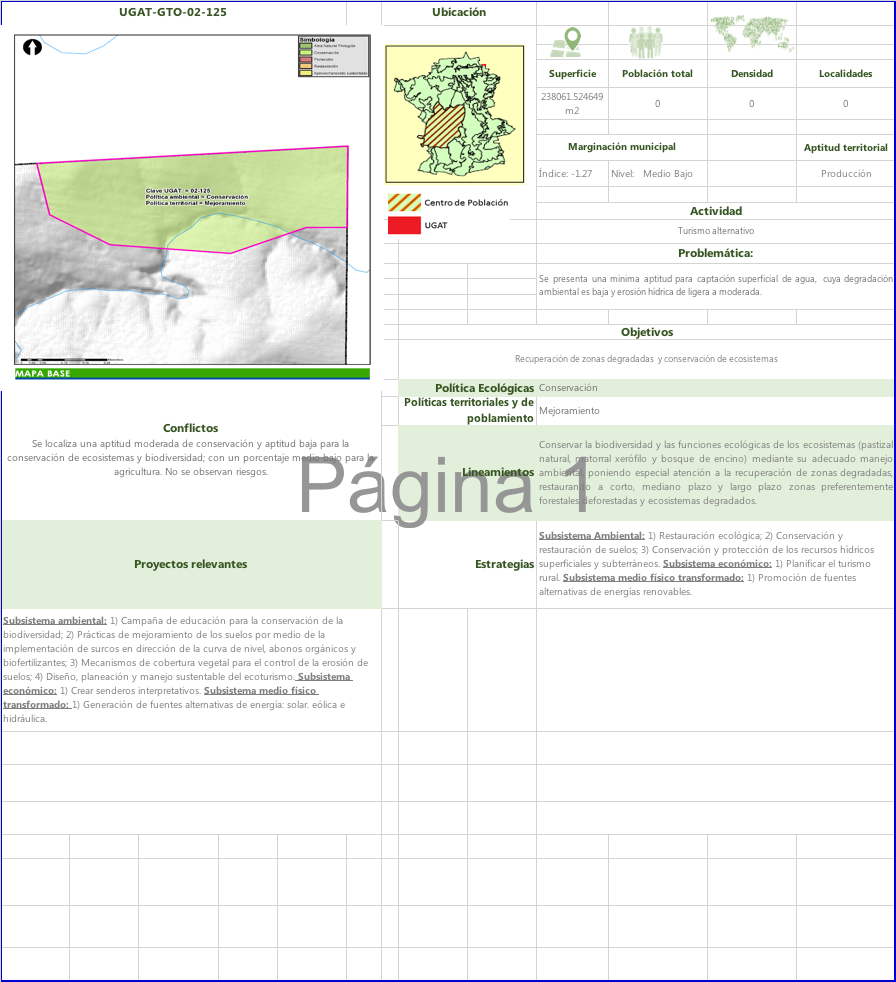 UGAT-GTO-02-125
Simbología
Área Natural Protegida
Conservación
Protección
Restauración
Aprovechamiento sustentable
Clave UGAT: = 02-125
Política ambiental = Conservación
Política territorial = Mejoramiento
MAPA BASE
Ubicación
Centro de Población
UGAT
Superficie
Población total
Densidad
Localidades
238061.524649
m2
0
0
0
Marginación municipal
Aptitud territorial
Índice: -1.27
Nivel: Medio Bajo
Producción
Actividad
Turismo alternativo
Problemática:
Se presenta una mínima aptitud para captación superficial de agua, cuya degradación
ambiental es baja y erosión hídrica de ligera a moderada.
Objetivos
Recuperación de zonas degradadas y conservación de ecosistemas
Política Ecológicas
Conservación
Políticas territoriales y de
poblamiento
Mejoramiento
Conflictos
Se localiza una aptitud moderada de conservación y aptitud baja para la
conservación de ecosistemas y biodiversidad; con un porcentaje medio bajo para la
agricultura. No se observan riesgos.
Lineamientos
Conservar la biodiversidad y las funciones ecológicas de los ecosistemas (pastizal
natural, matorral xerófilo y bosque de encino) mediante su adecuado manejo
ambiental, poniendo especial atención a la recuperación de zonas degradadas,
restaurando a corto, mediano plazo y largo plazo zonas preferentemente
forestales deforestadas y ecosistemas degradados.
Página 1
Proyectos relevantes
Estrategias
Subsistema Ambiental: 1) Restauración ecológica; 2) Conservación y
restauración de suelos; 3) Conservación y protección de los recursos hídricos
superficiales y subterráneos. Subsistema económico: 1) Planificar el turismo
rural. Subsistema medio físico transformado: 1) Promoción de fuentes
alternativas de energías renovables.
Subsistema ambiental: 1) Campaña de educación para la conservación de la
biodiversidad; 2) Prácticas de mejoramiento de los suelos por medio de la
implementación de surcos en dirección de la curva de nivel, abonos orgánicos y
biofertilizantes; 3) Mecanismos de cobertura vegetal para el control de la erosión de
suelos; 4) Diseño, planeación y manejo sustentable del ecoturismo. Subsistema
económico: 1) Crear senderos interpretativos. Subsistema medio físico
transformado: 1) Generación de fuentes alternativas de energía: solar. eólica e
hidráulica.